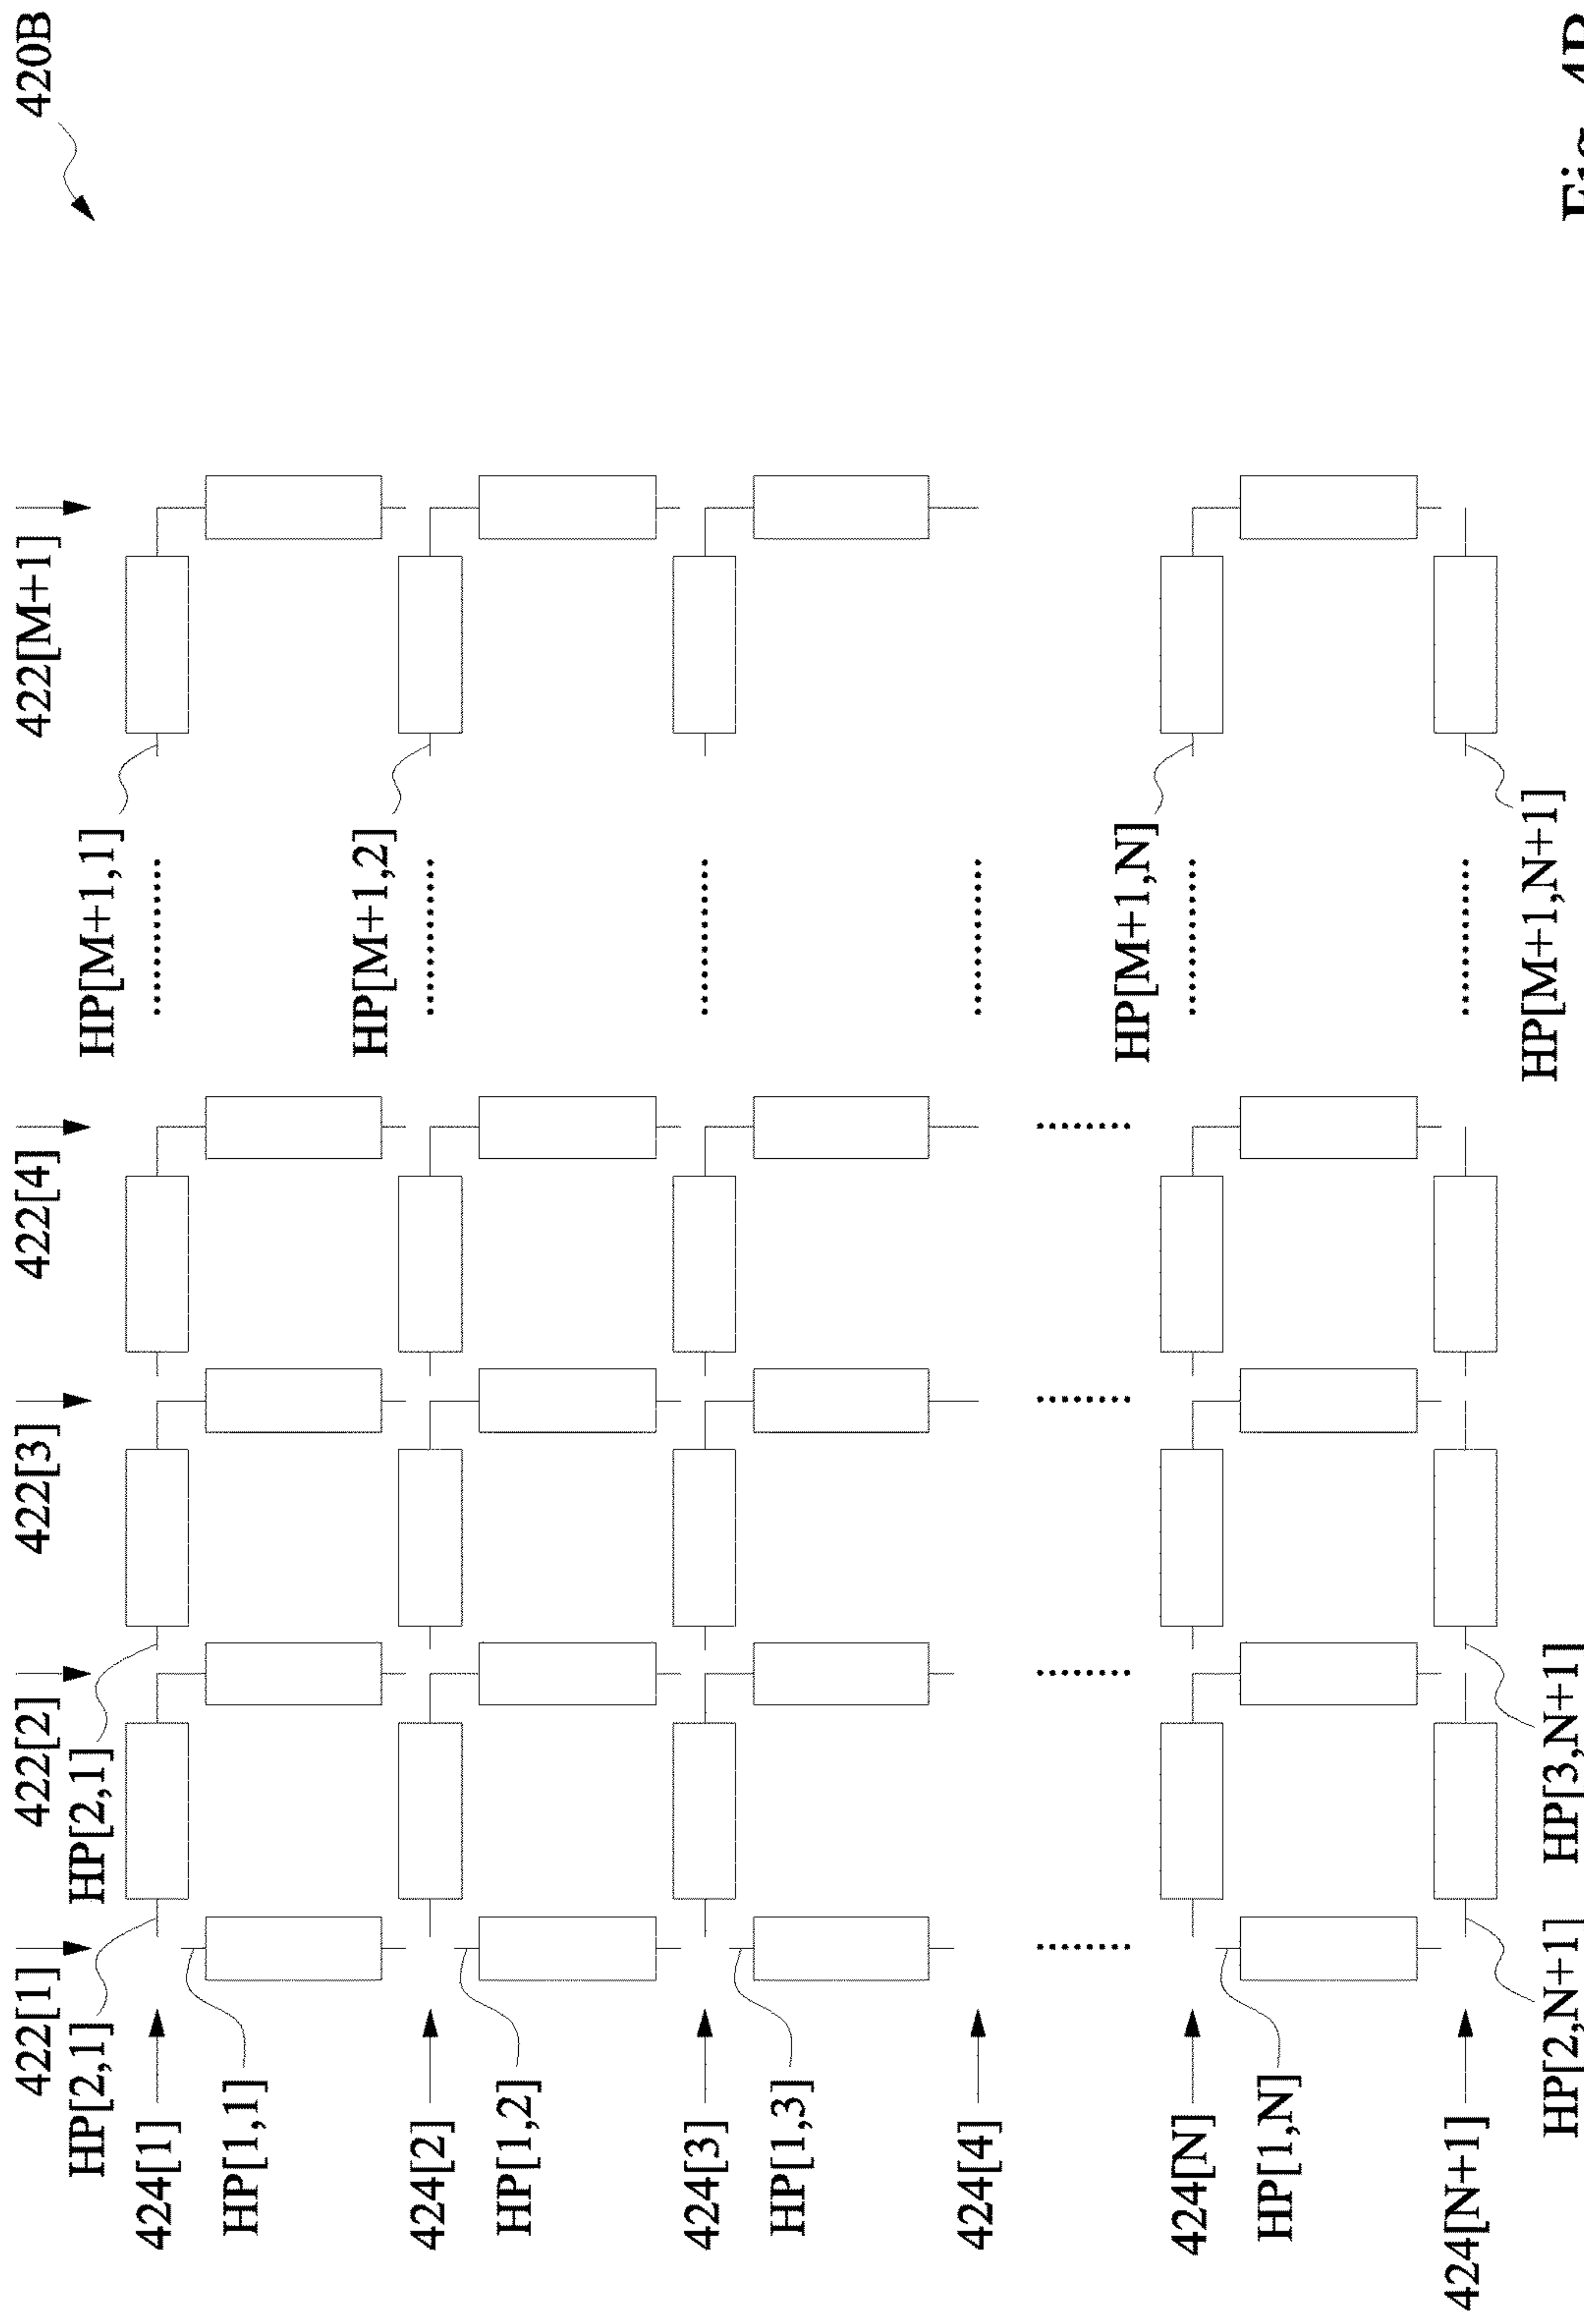 422[1]
422[2]
422[3]
422[4]
422[M+1]
420B
HP[2,1]
HP[2,1]
HP[M+1,1]
424[1]
HP[1,1]
HP[M+1,2]
424[2]
HP[1,2]
424[3]
HP[1,3]
424[4]
HP[M+1,N]
424[N]
HP[1,N]
424[N+1]
HP[2,N+1]
HP[3,N+1]
HP[M+1,N+1]
Fig. 4B